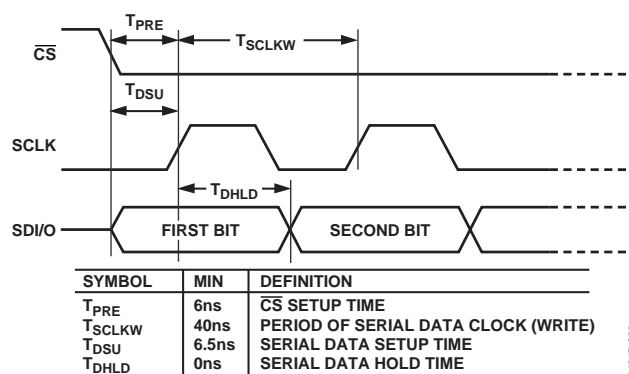 T_PRE
T_SCLKW
CS
T_DSU
SCLK
T_DHLD
SDI/O
FIRST BIT
SECOND BIT
SYMBOL MIN DEFINITION
T_PRE 6ns C̅S̅ SETUP TIME
T_SCLKW 40ns PERIOD OF SERIAL DATA CLOCK (WRITE)
T_DSU 6.5ns SERIAL DATA SETUP TIME
T_DHLD 0ns SERIAL DATA HOLD TIME